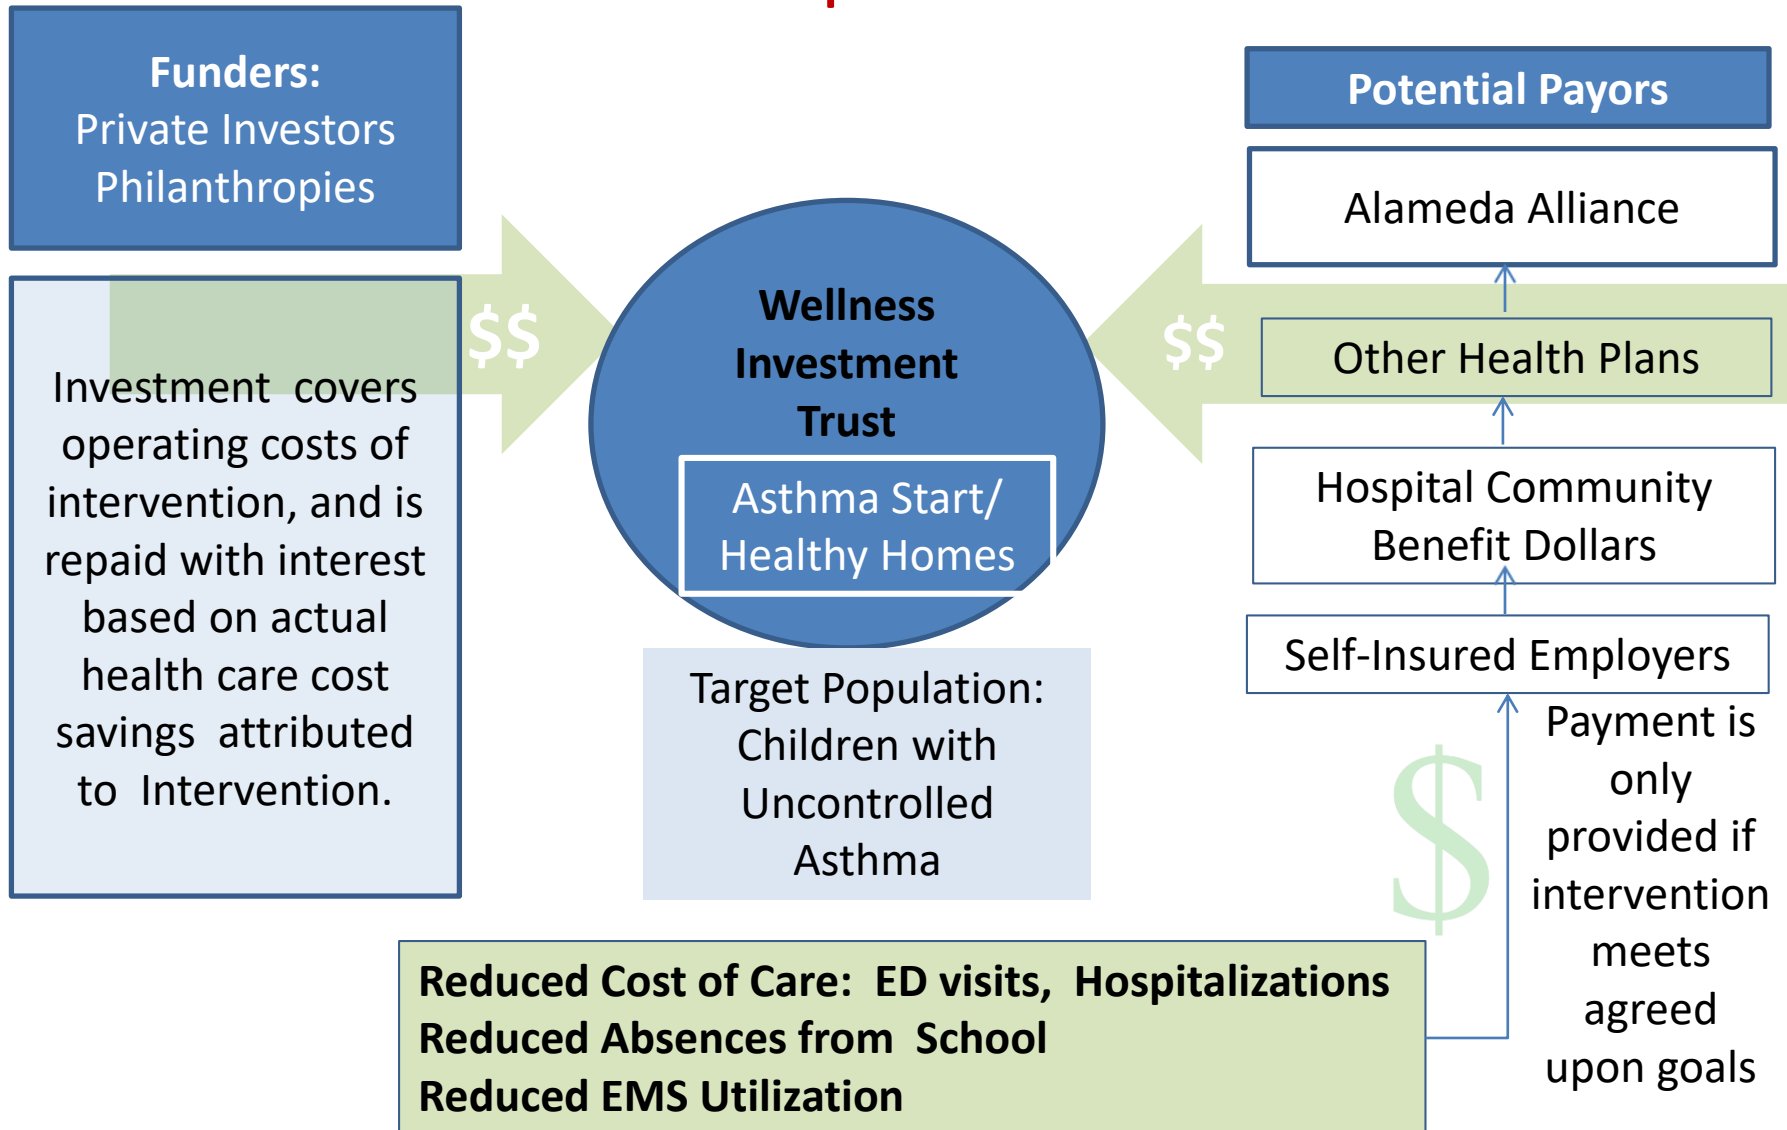 Funders:
Private Investors
Philanthropies
Investment covers
operating costs of
intervention, and is
repaid with interest
based on actual
health care cost
savings attributed
to Intervention.
$$
Wellness
Investment
Trust
Asthma Start/
Healthy Homes
Target Population:
Children with
Uncontrolled
Asthma
$$
Potential Payors
Alameda Alliance
Other Health Plans
Hospital Community
Benefit Dollars
Self-Insured Employers
$
Payment is
only
provided if
intervention
meets
agreed
upon goals
Reduced Cost of Care: ED visits, Hospitalizations
Reduced Absences from School
Reduced EMS Utilization